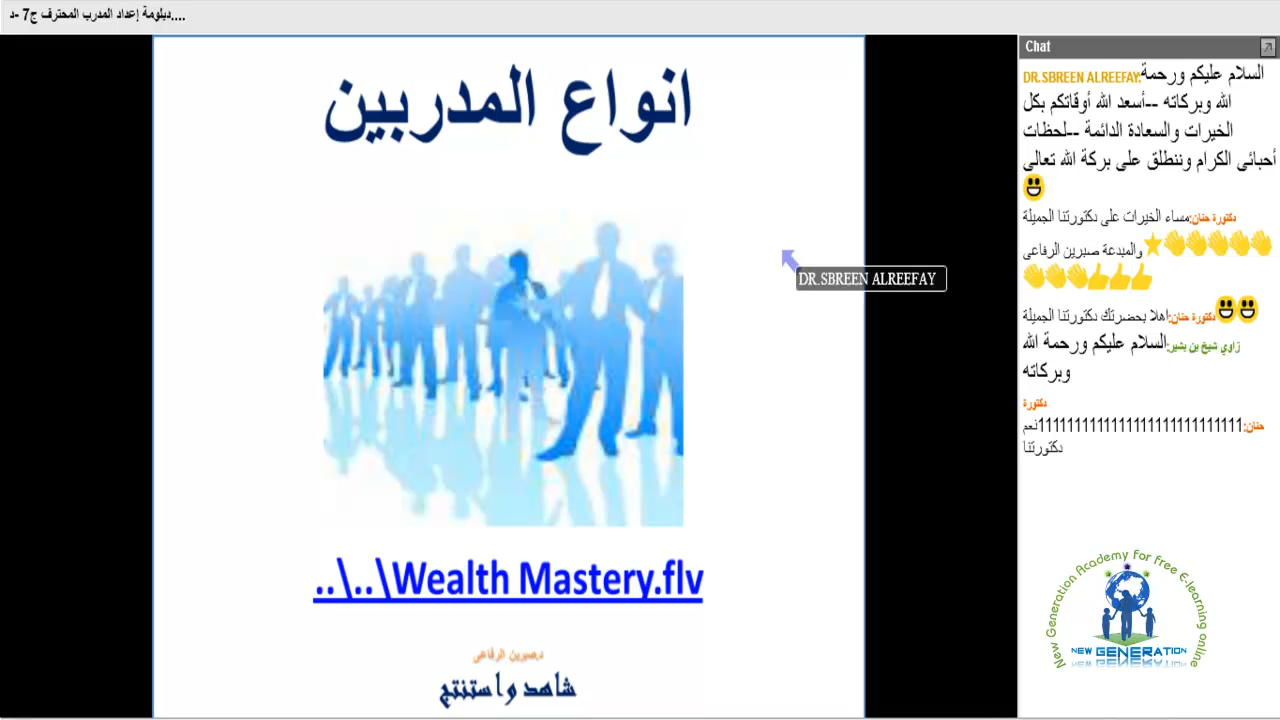 دبلومة إعداد المدرب المحترف ج7 -د....
انواع المدربين
DR.SBREEN ALREEFAY
..\..\Wealth Mastery.flv
د.صبرين الرفاعى
شاهد واستنتج
Chat
DR.SBREEN ALREEFAY:السلام عليكم ورحمة
الله وبركاته --أسعد الله أوقاتكم بكل
الخيرات والسعادة الدائمة --لحظات
أحبائى الكرام وننطلق على بركة الله تعالى
دكتورة حنان:مساء الخيرات على دكتورتنا الجميلة
والمبدعة صبرين الرفاعى
دكتورة حنان:اهلا بحضرتك دكتورتنا الجميلة
زاوي شيخ بن بشير:السلام عليكم ورحمة الله
وبركاته
دكتورة
حنان:1111111111111111111111111111نعم
دكتورتنا
New Generation Academy For Free E-learning online
NEW GENERATION